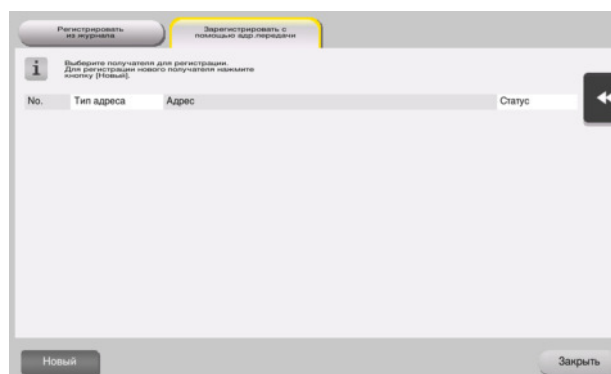 Регистрировать
из журнала
Зарегистрировать с
помощью адр.передачи
Выберите получателя для регистрации.
Для регистрации нового получателя нажмите
кнопку [Новый].
No. Тип адреса Адрес Статус
Новый Закрыть